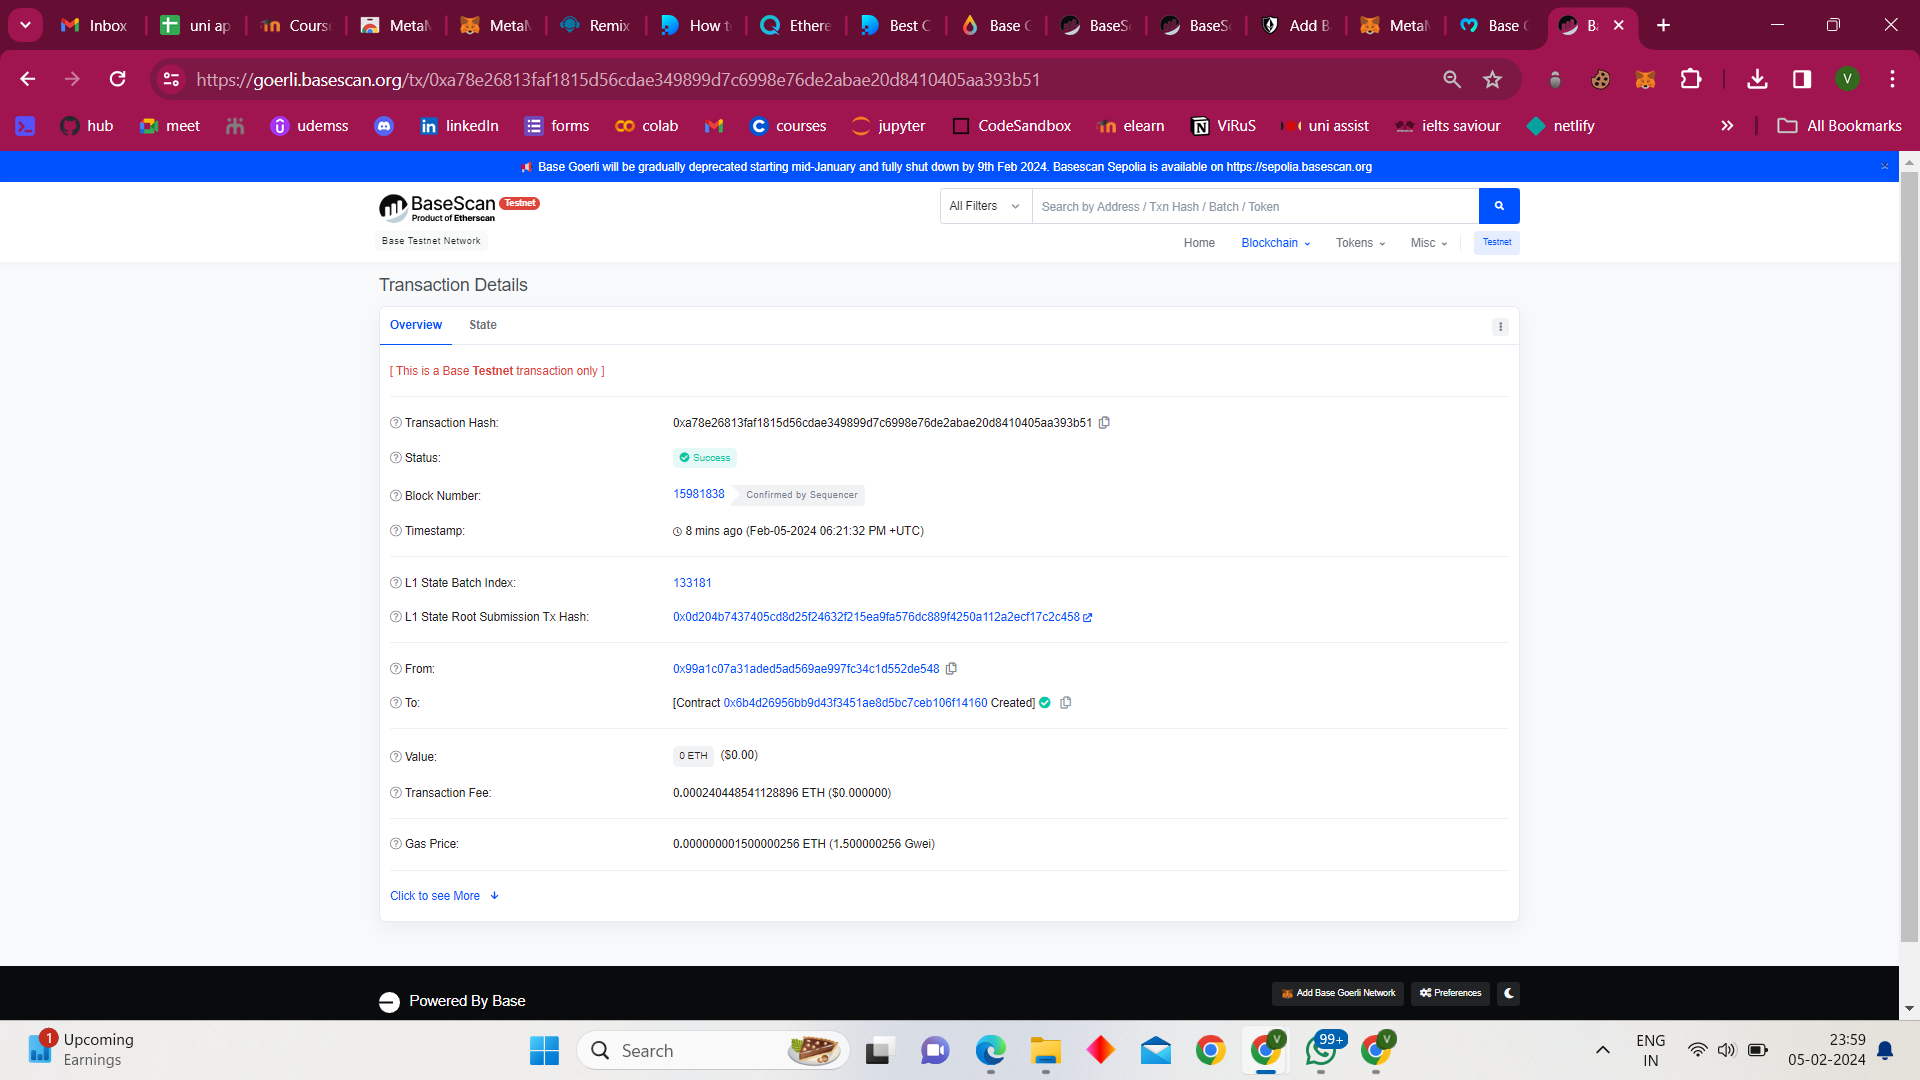 Inbox
uni ap
Cours
MetaM
MetaM
Remix
How t
Ethere
Best C
Base G
BaseSc
BaseSc
Add B
MetaM
Base G
Ba
https://goerli.basescan.org/tx/0xa78e26813faf1815d56cdae349899d7c6998e76de2abae20d8410405aa393b51
V
hub
meet
udemss
linkedIn
forms
colab
courses
jupyter
CodeSandbox
elearn
ViRuS
uni assist
ielts saviour
netlify
All Bookmarks
Base Goerli will be gradually deprecated starting mid-January and fully shut down by 9th Feb 2024. Basescan Sepolia is available on https://sepolia.basescan.org
BaseScan Testnet
Product of Etherscan
Base Testnet Network
All Filters
Search by Address / Txn Hash / Batch / Token
Home
Blockchain
Tokens
Misc
Testnet
Transaction Details
Overview
State
[ This is a Base Testnet transaction only ]
Transaction Hash: 0xa78e26813faf1815d56cdae349899d7c6998e76de2abae20d8410405aa393b51
Status: Success
Block Number: 15981838 Confirmed by Sequencer
Timestamp: 8 mins ago (Feb-05-2024 06:21:32 PM +UTC)
L1 State Batch Index: 133181
L1 State Root Submission Tx Hash: 0x0d204b7437405cd8d25f24632f215ea9fa576dc889f4250a112a2ecf17c2c458
From: 0x99a1c07a31aded5ad569ae997fc34c1d552de548
To: [Contract 0x6b4d26956bb9d43f3451ae8d5bc7ceb106f14160 Created]
Value: 0 ETH ($0.00)
Transaction Fee: 0.000240448541128896 ETH ($0.000000)
Gas Price: 0.000000001500000256 ETH (1.500000256 Gwei)
Click to see More
Powered By Base
Add Base Goerli Network
Preferences
1
Upcoming
Earnings
Search
V
99+
V
ENG
IN
23:59
05-02-2024